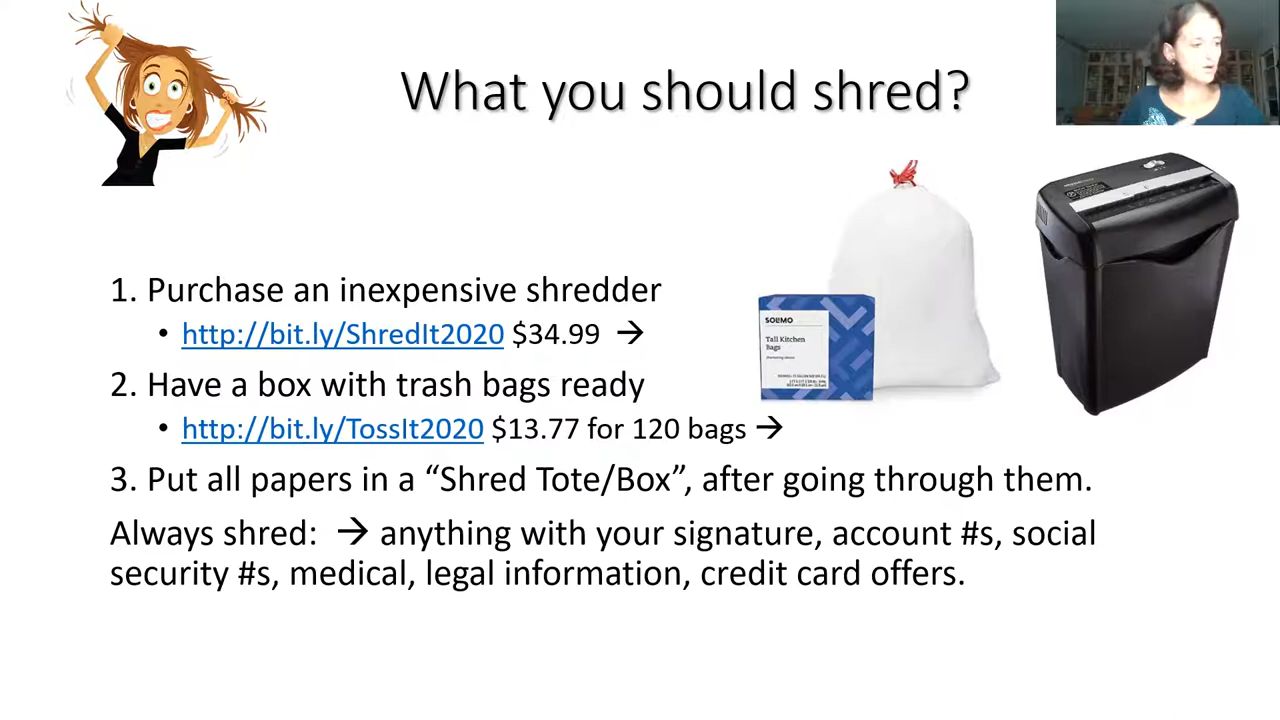 What you should shred?
1. Purchase an inexpensive shredder
• http://bit.ly/ShredIt2020 $34.99 →
2. Have a box with trash bags ready
• http://bit.ly/TossIt2020 $13.77 for 120 bags →
3. Put all papers in a “Shred Tote/Box”, after going through them.
Always shred: → anything with your signature, account #s, social
security #s, medical, legal information, credit card offers.
SOLIMO
Tall Kitchen
Bags